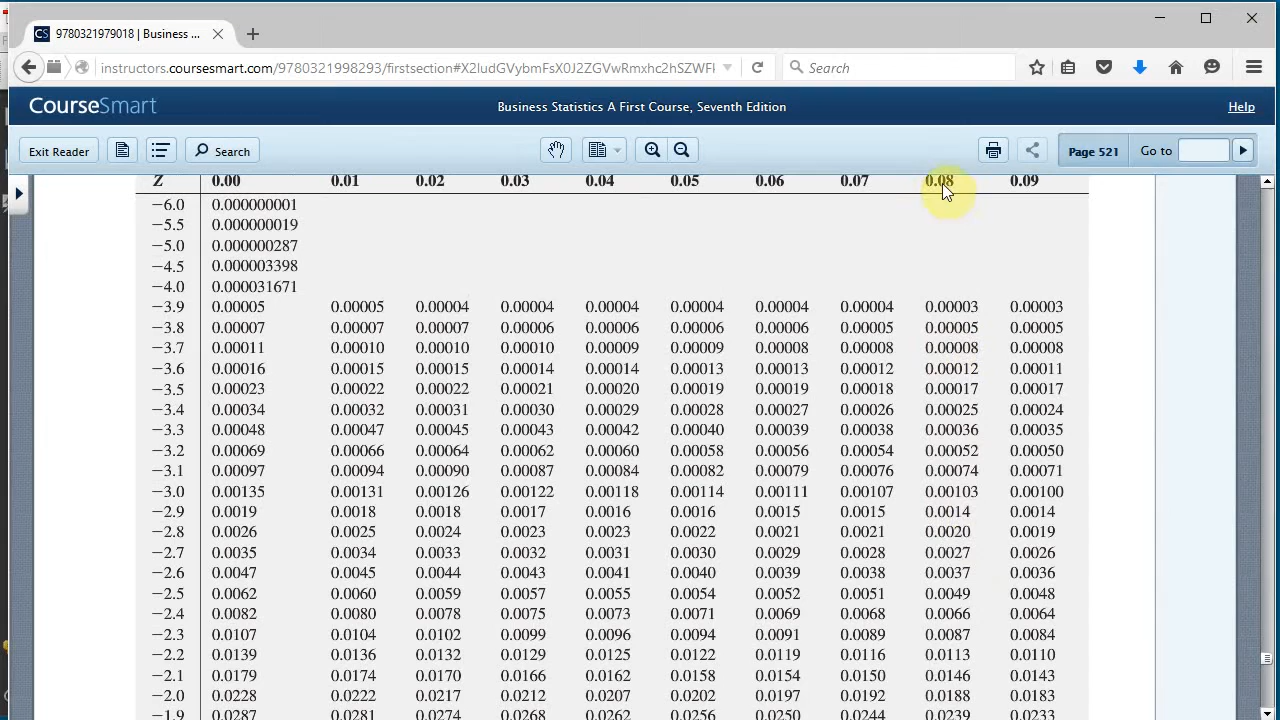 9780321979018 | Business ...
instructors.coursesmart.com/9780321998293/firstsection#X2ludGVybmFsX0J2ZGVwRmxhc2hSZWFI
Search
CourseSmart
Business Statistics A First Course, Seventh Edition
Help
Exit Reader
Search
Page 521
Go to
Z 0.00 0.01 0.02 0.03 0.04 0.05 0.06 0.07 0.08 0.09
−6.0 0.000000001
−5.5 0.000000019
−5.0 0.000000287
−4.5 0.000003398
−4.0 0.000031671
−3.9 0.00005 0.00005 0.00004 0.00004 0.00004 0.00004 0.00004 0.00004 0.00003 0.00003
−3.8 0.00007 0.00007 0.00007 0.00006 0.00006 0.00006 0.00006 0.00005 0.00005 0.00005
−3.7 0.00011 0.00010 0.00010 0.00010 0.00009 0.00009 0.00008 0.00008 0.00008 0.00008
−3.6 0.00016 0.00015 0.00015 0.00014 0.00014 0.00013 0.00013 0.00012 0.00012 0.00011
−3.5 0.00023 0.00022 0.00022 0.00021 0.00020 0.00019 0.00019 0.00018 0.00017 0.00017
−3.4 0.00034 0.00032 0.00031 0.00030 0.00029 0.00028 0.00027 0.00026 0.00025 0.00024
−3.3 0.00048 0.00047 0.00045 0.00043 0.00042 0.00040 0.00039 0.00038 0.00036 0.00035
−3.2 0.00069 0.00066 0.00064 0.00062 0.00060 0.00058 0.00056 0.00054 0.00052 0.00050
−3.1 0.00097 0.00094 0.00090 0.00087 0.00084 0.00082 0.00079 0.00076 0.00074 0.00071
−3.0 0.00135 0.00131 0.00126 0.00122 0.00118 0.00114 0.00111 0.00107 0.00103 0.00100
−2.9 0.0019 0.0018 0.0018 0.0017 0.0016 0.0016 0.0015 0.0015 0.0014 0.0014
−2.8 0.0026 0.0025 0.0024 0.0023 0.0023 0.0022 0.0021 0.0021 0.0020 0.0019
−2.7 0.0035 0.0034 0.0033 0.0032 0.0031 0.0030 0.0029 0.0028 0.0027 0.0026
−2.6 0.0047 0.0045 0.0044 0.0043 0.0041 0.0040 0.0039 0.0038 0.0037 0.0036
−2.5 0.0062 0.0060 0.0059 0.0057 0.0055 0.0054 0.0052 0.0051 0.0049 0.0048
−2.4 0.0082 0.0080 0.0078 0.0075 0.0073 0.0071 0.0069 0.0068 0.0066 0.0064
−2.3 0.0107 0.0104 0.0102 0.0099 0.0096 0.0094 0.0091 0.0089 0.0087 0.0084
−2.2 0.0139 0.0136 0.0132 0.0129 0.0125 0.0122 0.0119 0.0116 0.0113 0.0110
−2.1 0.0179 0.0174 0.0170 0.0166 0.0162 0.0158 0.0154 0.0150 0.0146 0.0143
−2.0 0.0228 0.0222 0.0217 0.0212 0.0207 0.0202 0.0197 0.0192 0.0188 0.0183
−1.9 0.0287 0.0281 0.0274 0.0268 0.0262 0.0256 0.0250 0.0244 0.0239 0.0233